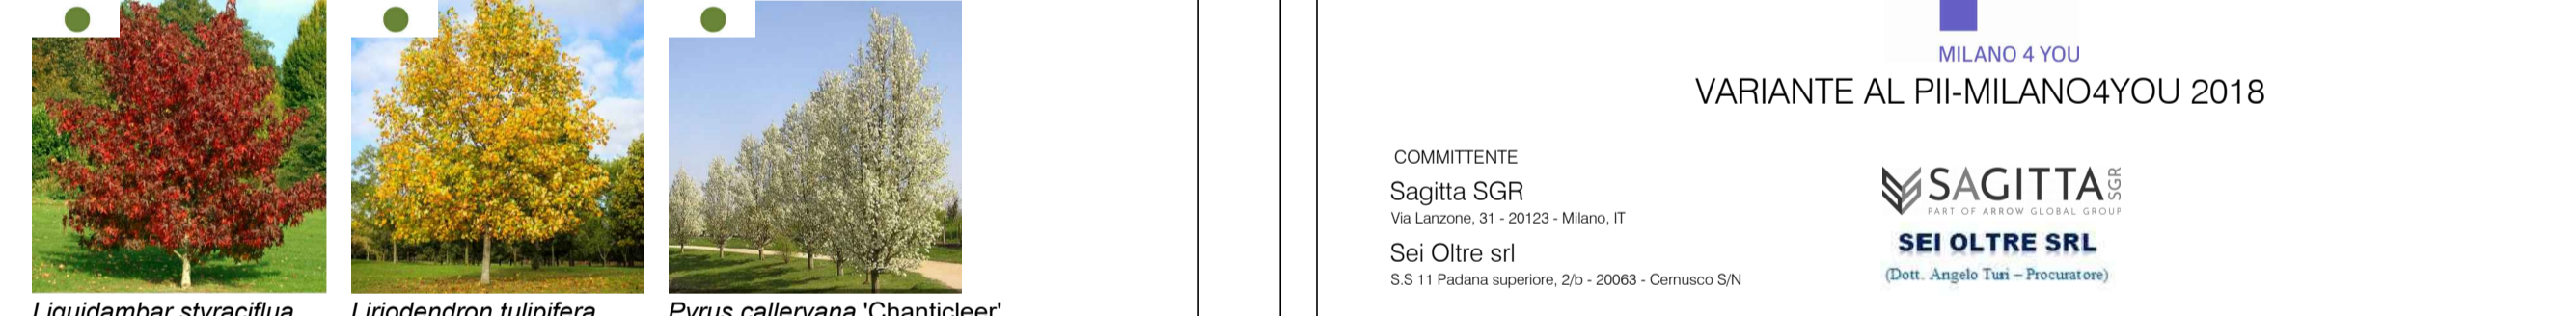 Liquidambar styraciflua
Liriodendron tulipifera
Pyrus calleryana 'Chanticleer'
MILANO 4 YOU
VARIANTE AL PII-MILANO4YOU 2018
COMMITTENTE
Sagitta SGR
Via Lanzone, 31 - 20123 - Milano, IT
Sei Oltre srl
S.S 11 Padana superiore, 2/b - 20063 - Cernusco S/N
SAGITTA SGR
PART OF ARROW GLOBAL GROUP
SEI OLTRE SRL
(Dott. Angelo Turi – Procuratore)